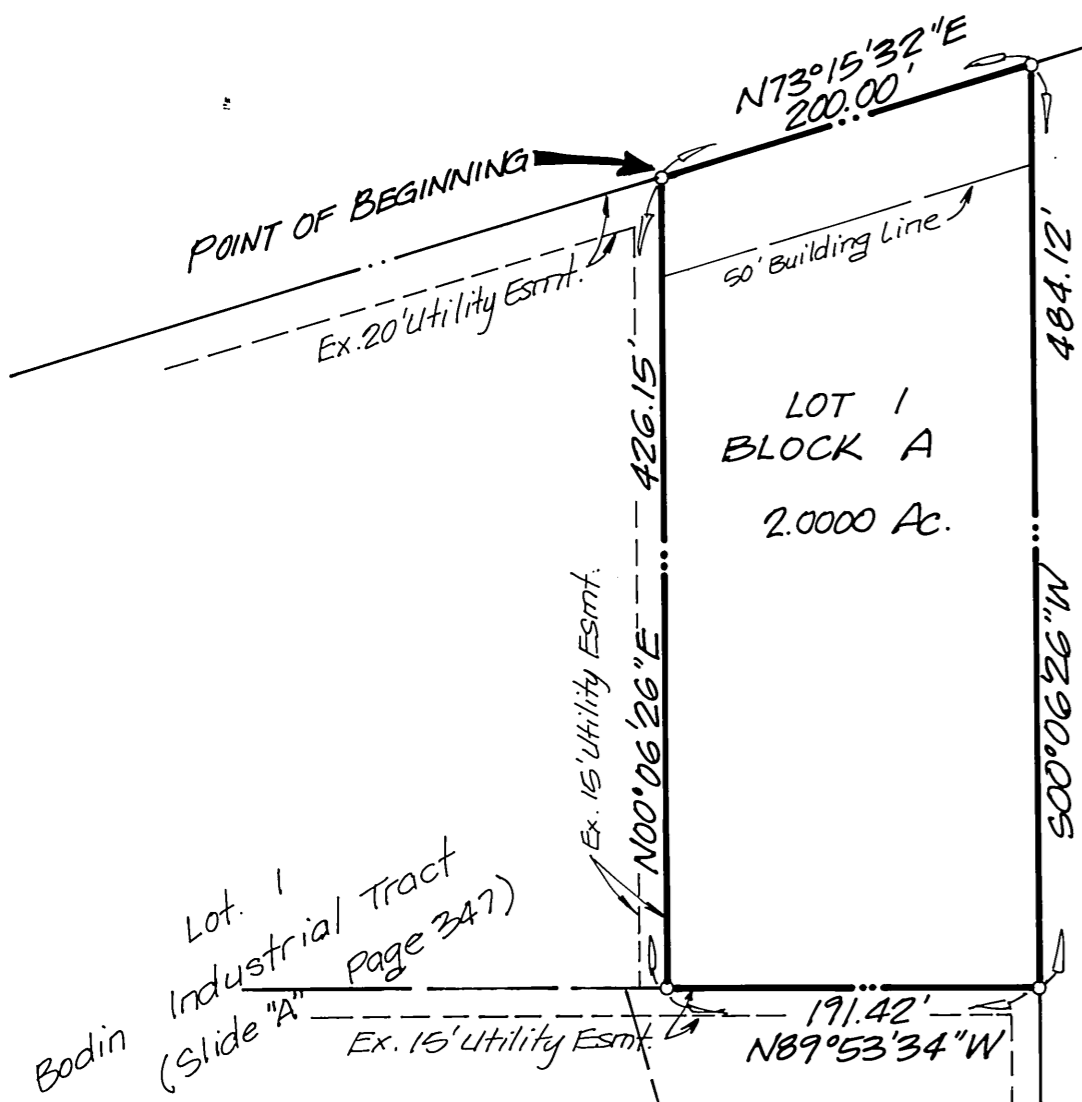 N73°15'32"E
200.00'
POINT OF BEGINNING
50' Building Line
Ex. 20' Utility Esmt.
484.12'
426.15'
LOT 1
BLOCK A
2.0000 Ac.
Ex. 15' Utility Esmt.
N00°06'26"E
S00°06'26"W
Lot. 1
Bodin Industrial Tract
(Slide "A" Page 347)
Ex. 15' Utility Esmt.
191.42'
N89°53'34"W